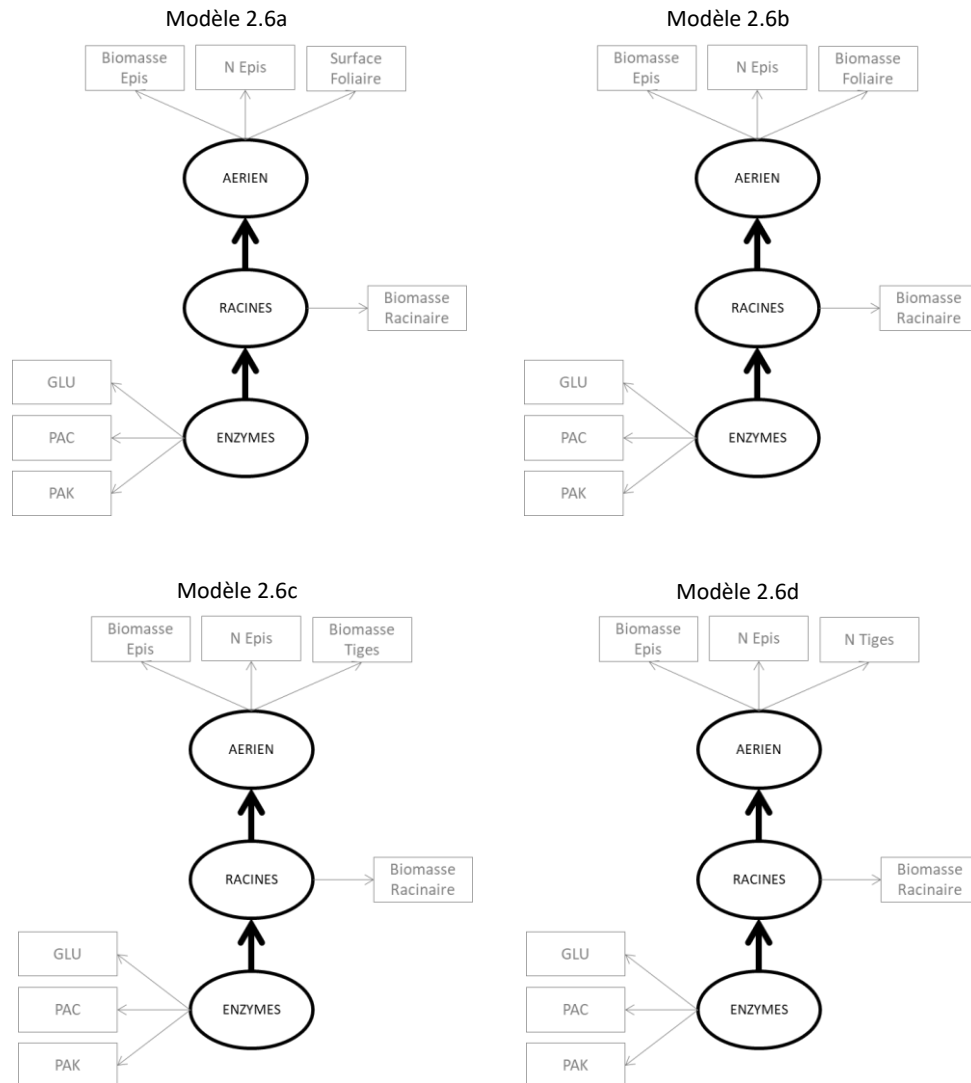 Modèle 2.6a
Biomasse
Epis
N Epis
Surface
Foliaire
AERIEN
RACINES
Biomasse
Racinaire
GLU
PAC
PAK
ENZYMES
Modèle 2.6b
Biomasse
Epis
N Epis
Biomasse
Foliaire
AERIEN
RACINES
Biomasse
Racinaire
GLU
PAC
PAK
ENZYMES
Modèle 2.6c
Biomasse
Epis
N Epis
Biomasse
Tiges
AERIEN
RACINES
Biomasse
Racinaire
GLU
PAC
PAK
ENZYMES
Modèle 2.6d
Biomasse
Epis
N Epis
N Tiges
AERIEN
RACINES
Biomasse
Racinaire
GLU
PAC
PAK
ENZYMES